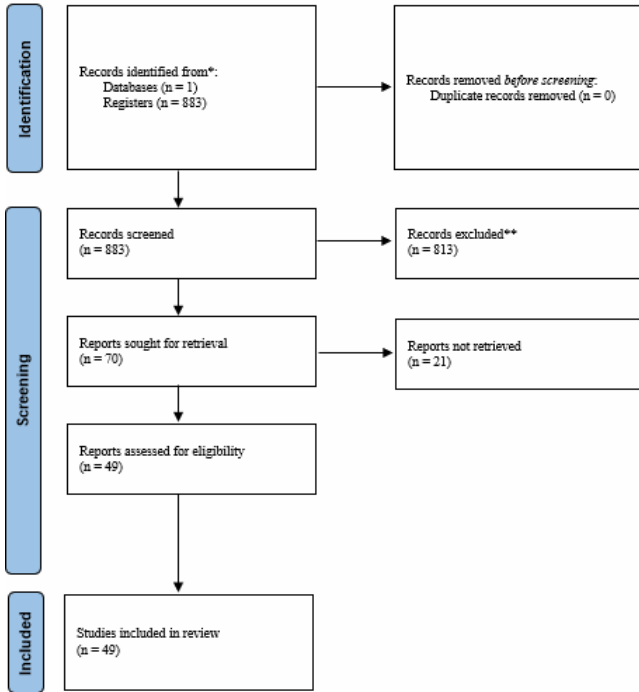 Identification
Records identified from*:
Databases (n = 1)
Registers (n = 883)
Records removed before screening:
Duplicate records removed (n = 0)
Screening
Records screened
(n = 883)
Records excluded**
(n = 813)
Reports sought for retrieval
(n = 70)
Reports not retrieved
(n = 21)
Reports assessed for eligibility
(n = 49)
Included
Studies included in review
(n = 49)